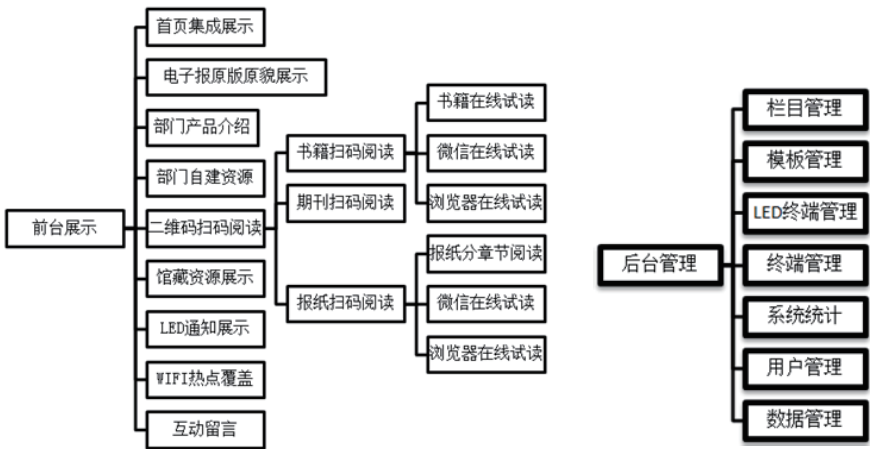 前台展示
首页集成展示
电子报原版原貌展示
部门产品介绍
部门自建资源
二维码扫码阅读
馆藏资源展示
LED通知展示
WIFI热点覆盖
互动留言
书籍扫码阅读
期刊扫码阅读
报纸扫码阅读
书籍在线试读
微信在线试读
浏览器在线试读
报纸分章节阅读
微信在线试读
浏览器在线试读
后台管理
栏目管理
模板管理
LED终端管理
终端管理
系统统计
用户管理
数据管理